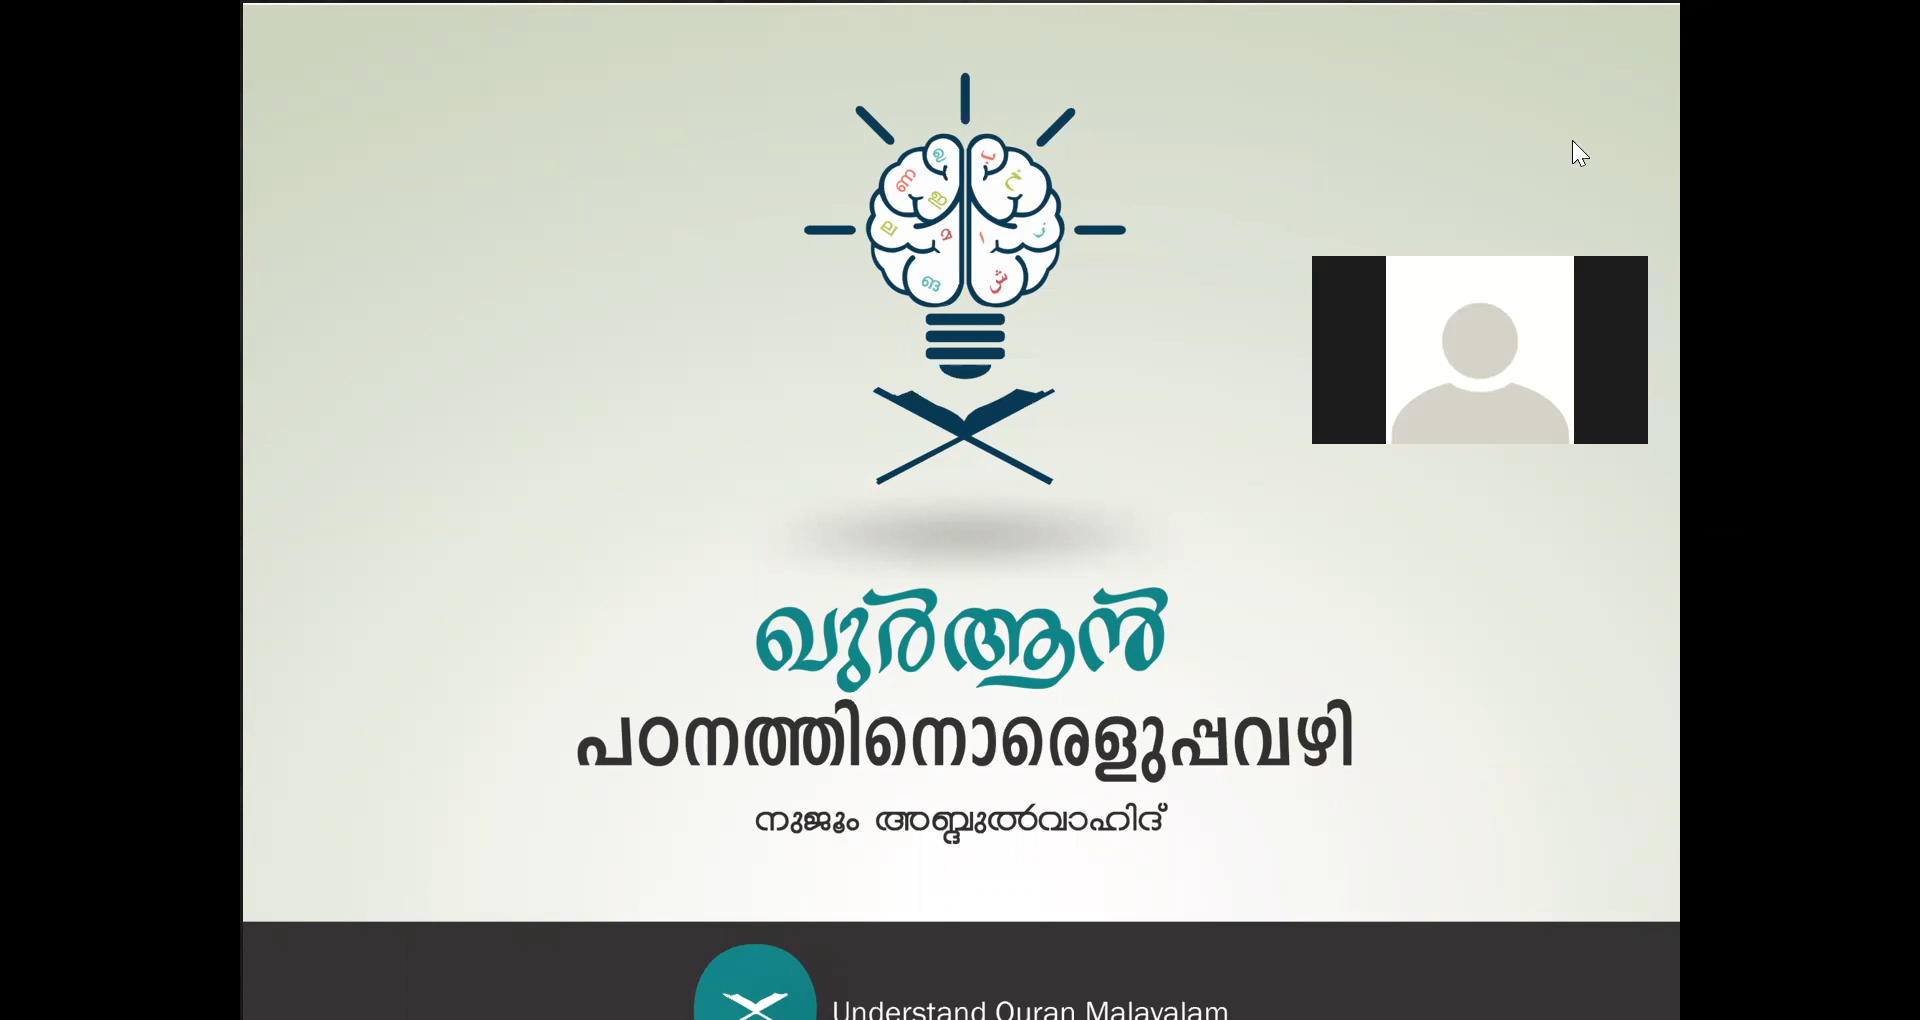 ഖുർആൻ
പഠനത്തിനൊരെളുപ്പവഴി
നുജൂം അബ്ദുൽവാഹിദ്
Understand Quran Malayalam